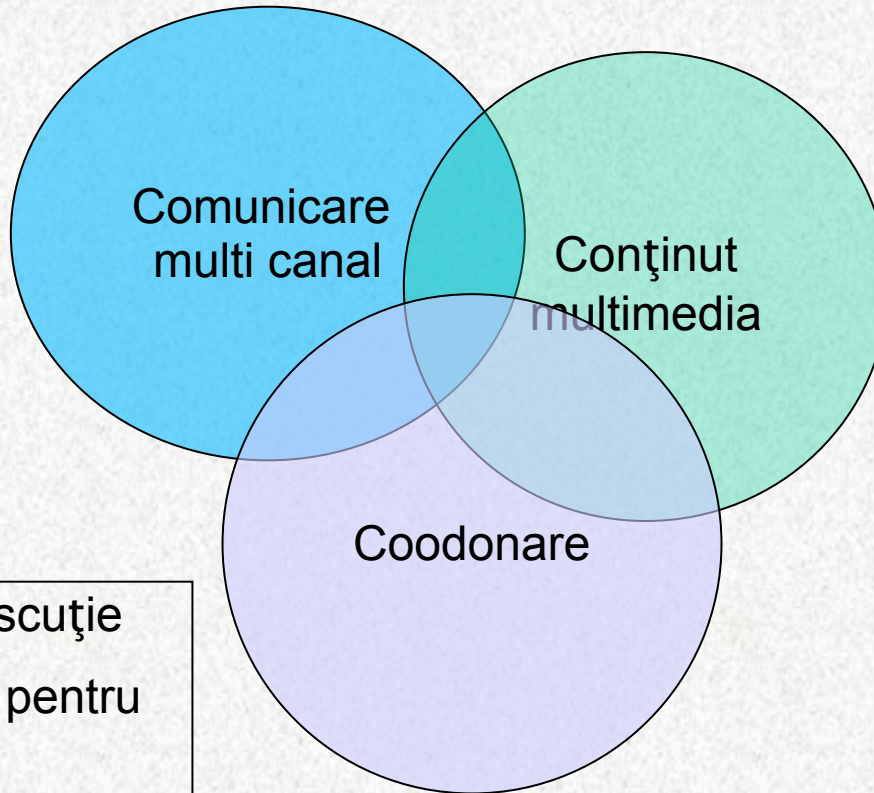 Comunicare
multi canal
Conţinut
multimedia
Coodonare
scuţie
pentru